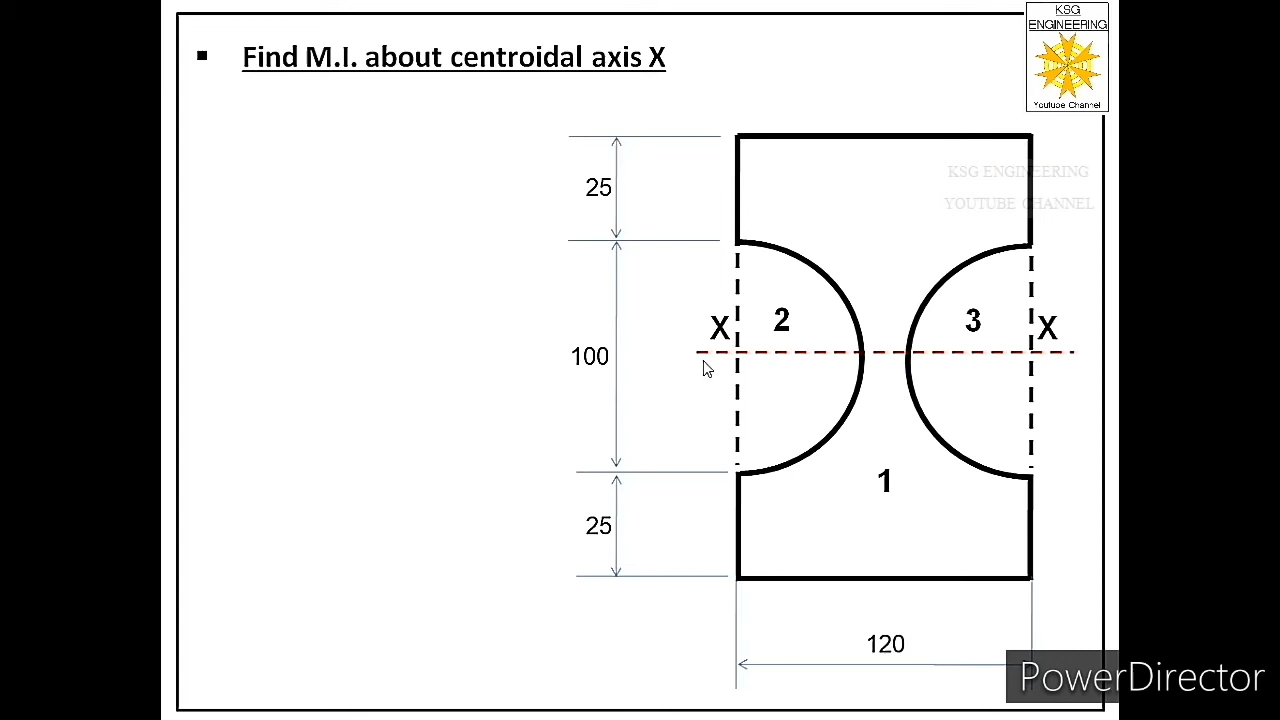 KSG
ENGINEERING
Youtube Channel
▪ Find M.I. about centroidal axis X
KSG ENGINEERING
YOUTUBE CHANNEL
25
X 2 3 X
100
1
25
120
PowerDirector